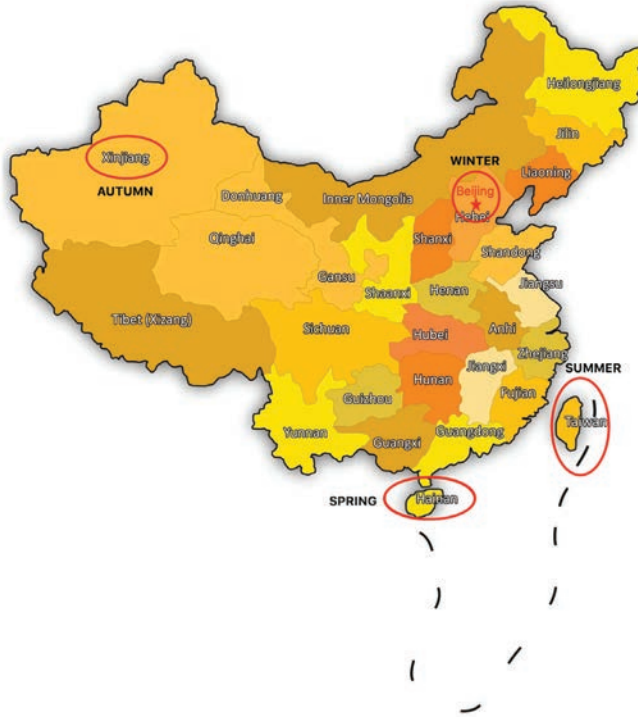 Heilongjiang
Jilin
Xinjiang
WINTER
Liaoning
AUTUMN
Donhuang
Inner Mongolia
Beijing
Hebei
Qinghai
Shanxi
Shandong
Gansu
Shaanxi
Henan
Jiangsu
Tibet (Xizang)
Sichuan
Hubei
Anhi
Zhejiang
Jiangxi
SUMMER
Hunan
Guizhou
Fujian
Yunnan
Guangxi
Guangdong
Taiwan
SPRING
Hainan